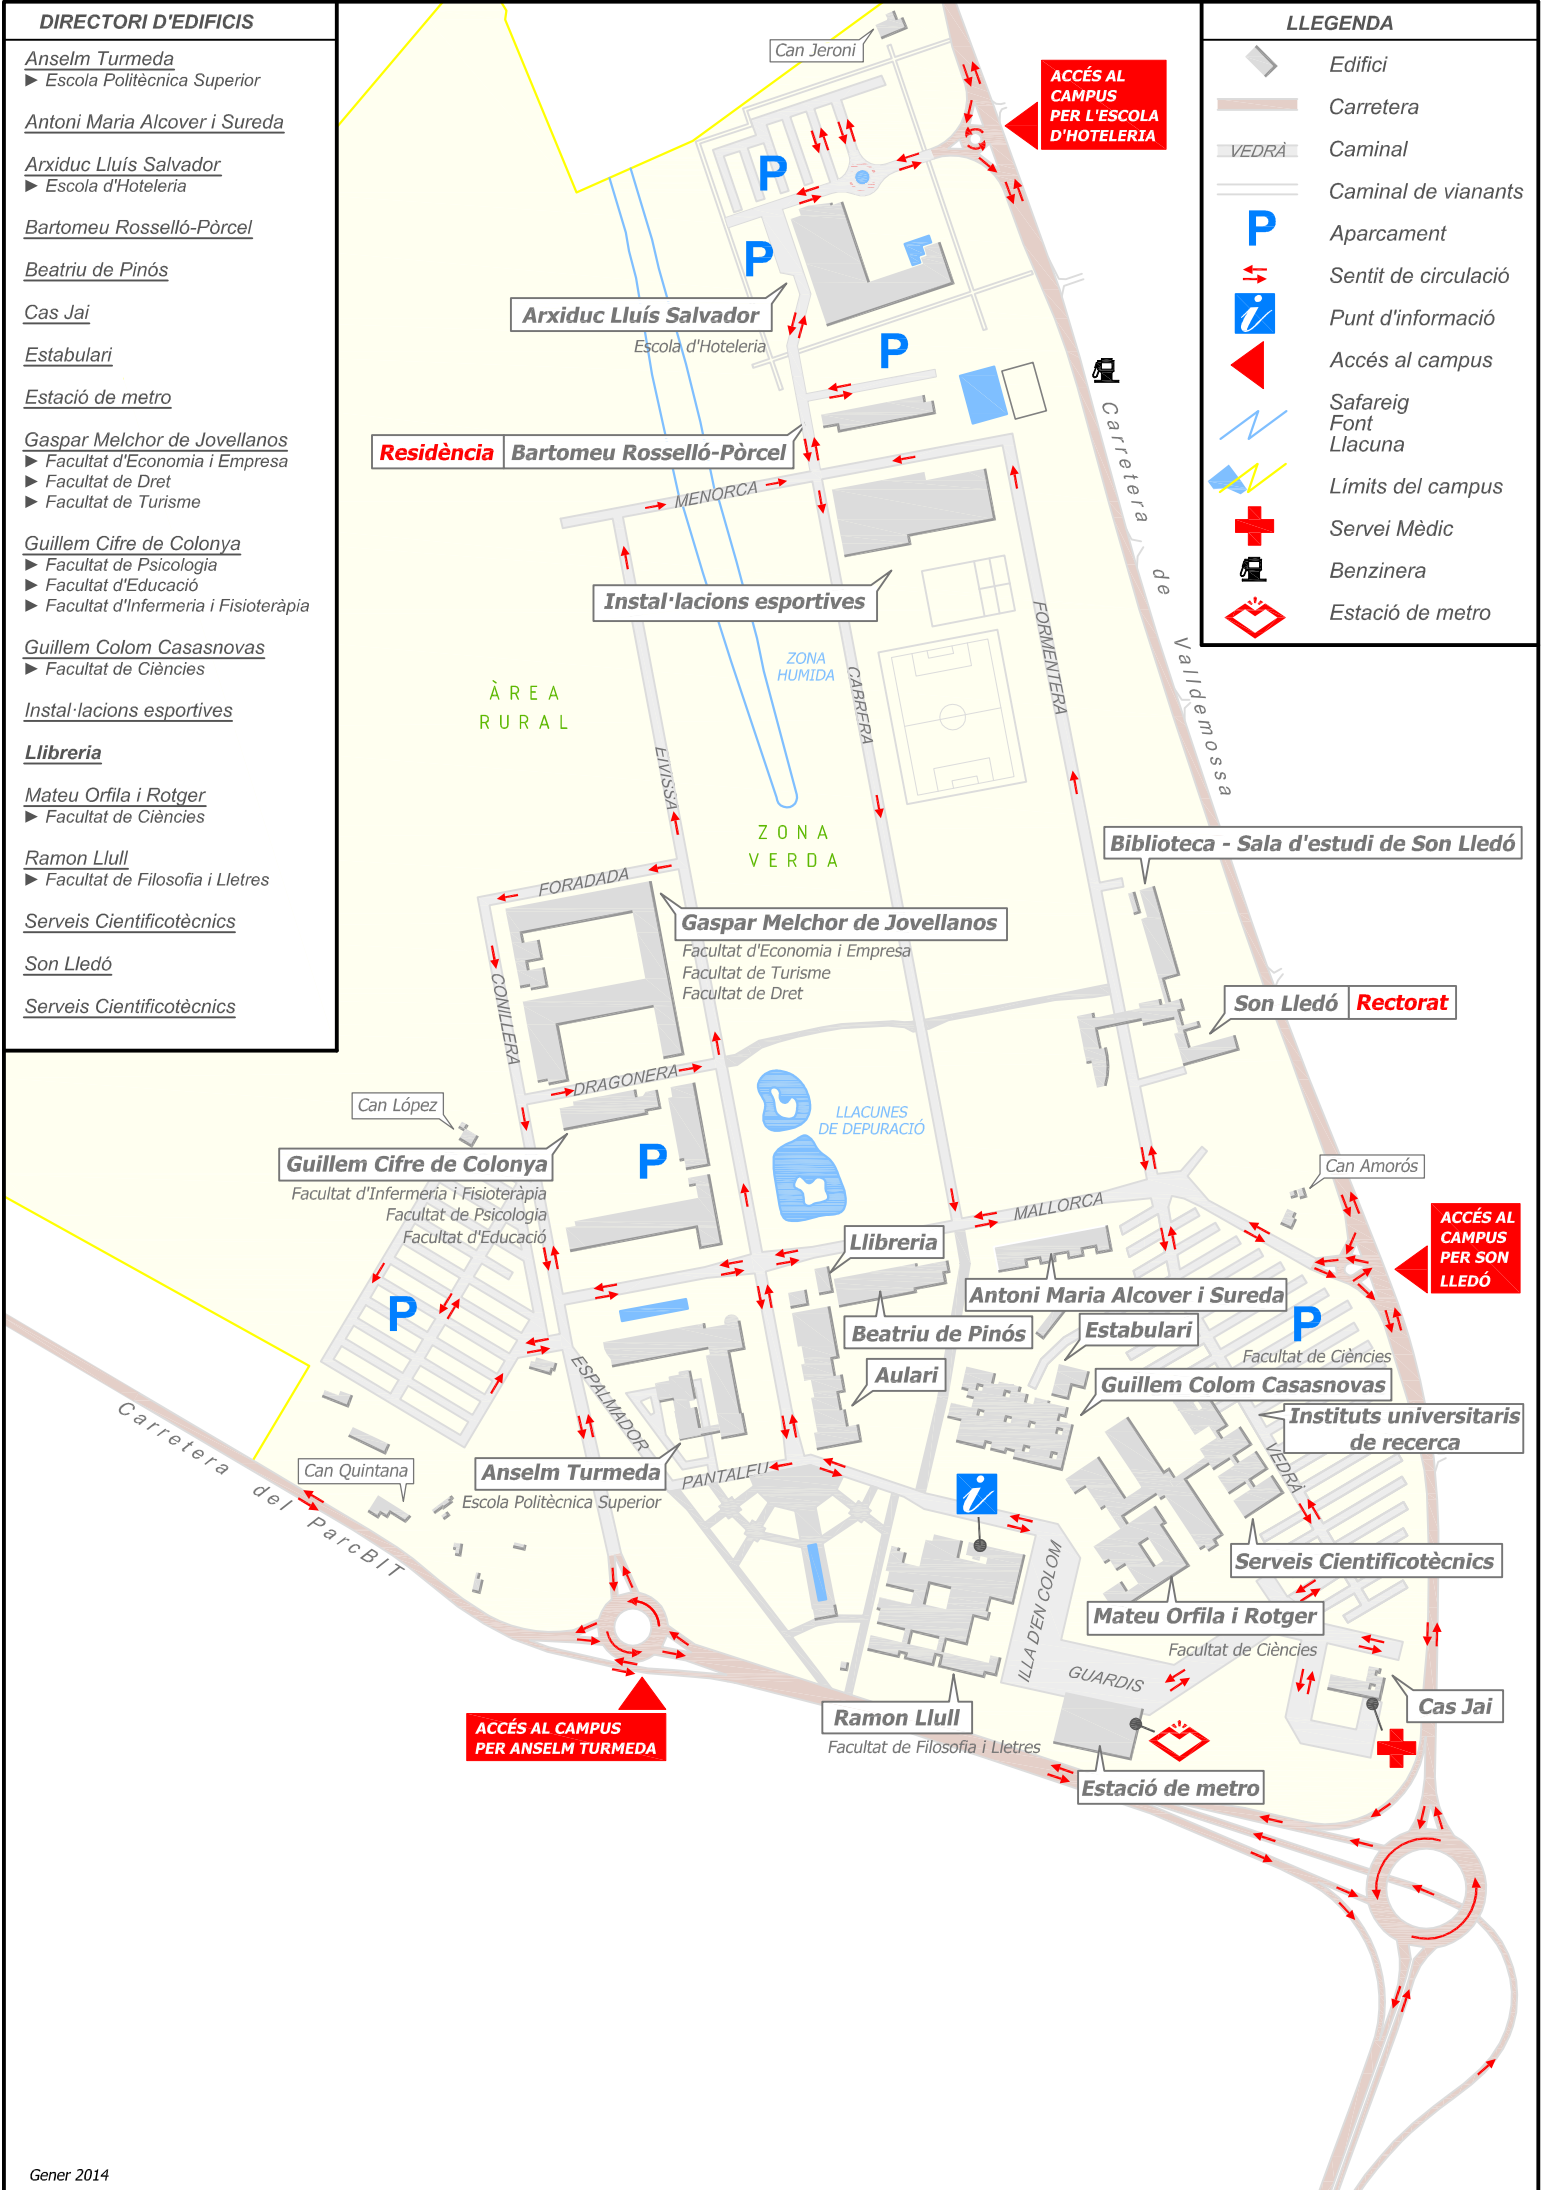 DIRECTORI D'EDIFICIS
Anselm Turmeda
► Escola Politècnica Superior
Antoni Maria Alcover i Sureda
Arxiduc Lluís Salvador
► Escola d'Hoteleria
Bartomeu Rosselló-Pòrcel
Beatriu de Pinós
Cas Jai
Estabulari
Estació de metro
Gaspar Melchor de Jovellanos
► Facultat d'Economia i Empresa
► Facultat de Dret
► Facultat de Turisme
Guillem Cifre de Colonya
► Facultat de Psicologia
► Facultat d'Educació
► Facultat d'Infermeria i Fisioteràpia
Guillem Colom Casasnovas
► Facultat de Ciències
Instal·lacions esportives
Llibreria
Mateu Orfila i Rotger
► Facultat de Ciències
Ramon Llull
► Facultat de Filosofia i Lletres
Serveis Cientificotècnics
Son Lledó
Serveis Cientificotècnics
LLEGENDA
Edifici
Carretera
VEDRÀ
Caminal
Caminal de vianants
P
Aparcament
Sentit de circulació
i
Punt d'informació
Accés al campus
Safareig
Font
Llacuna
Límits del campus
Servei Mèdic
Benzinera
Estació de metro
Can Jeroni
ACCÉS AL
CAMPUS
PER L'ESCOLA
D'HOTELERIA
P
P
Arxiduc Lluís Salvador
Escola d'Hoteleria
P
Residència
Bartomeu Rosselló-Pòrcel
MENORCA
Carretera de Valldemossa
Instal·lacions esportives
FORMENTERA
ZONA
HUMIDA
CABRERA
ÀREA
RURAL
EIVISSA
ZONA
VERDA
Biblioteca - Sala d'estudi de Son Lledó
FORADADA
Gaspar Melchor de Jovellanos
Facultat d'Economia i Empresa
Facultat de Turisme
Facultat de Dret
CONILLERA
Son Lledó
Rectorat
DRAGONERA
Can López
LLACUNES
DE DEPURACIÓ
Guillem Cifre de Colonya
Facultat d'Infermeria i Fisioteràpia
Facultat de Psicologia
Facultat d'Educació
P
Can Amorós
MALLORCA
ACCÉS AL
CAMPUS
PER SON
LLEDÓ
Llibreria
Antoni Maria Alcover i Sureda
P
P
Beatriu de Pinós
Estabulari
Facultat de Ciències
Aulari
Guillem Colom Casasnovas
ESPALMADOR
Instituts universitaris
de recerca
VEDRÀ
Carretera del ParcBIT
Can Quintana
Anselm Turmeda
Escola Politècnica Superior
PANTALEU
i
Serveis Cientificotècnics
ILLA D'EN COLOM
Mateu Orfila i Rotger
Facultat de Ciències
GUARDIS
Ramon Llull
Facultat de Filosofia i Lletres
Cas Jai
ACCÉS AL CAMPUS
PER ANSELM TURMEDA
Estació de metro
Gener 2014